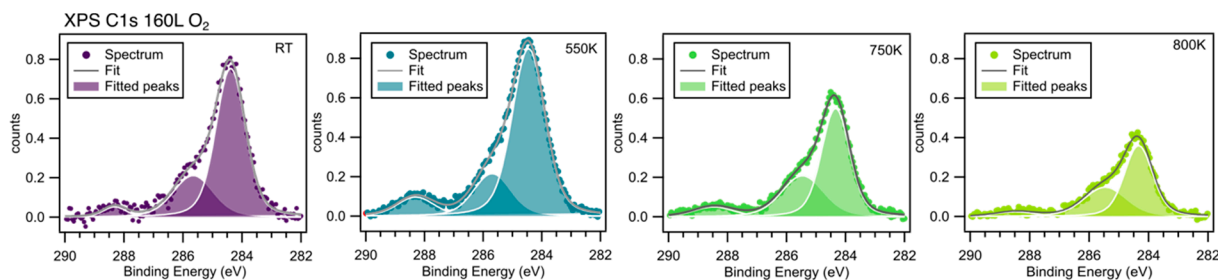 XPS C1s 160L O2
RT
Spectrum
Fit
Fitted peaks
0.8
0.6
0.4
0.2
0.0
counts
290 288 286 284 282
Binding Energy (eV)
550K
Spectrum
Fit
Fitted peaks
0.8
0.6
0.4
0.2
0.0
counts
290 288 286 284 282
Binding Energy (eV)
750K
Spectrum
Fit
Fitted peaks
0.8
0.6
0.4
0.2
0.0
counts
290 288 286 284 282
Binding Energy (eV)
800K
Spectrum
Fit
Fitted peaks
0.8
0.6
0.4
0.2
0.0
counts
290 288 286 284 282
Binding Energy (eV)